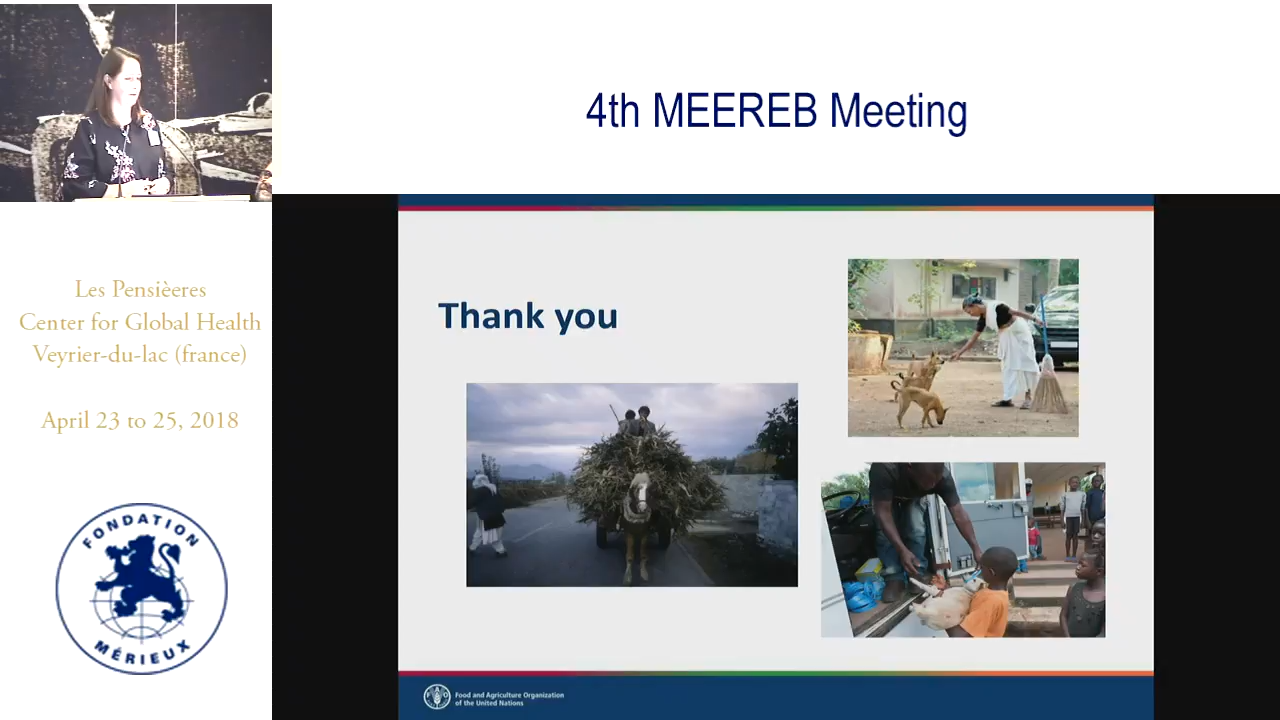 4th MEEREB Meeting
Les Pensièeres
Center for Global Health
Veyrier-du-lac (france)
April 23 to 25, 2018
FONDATION
MÉRIEUX
Thank you
FAO
Food and Agriculture Organization
of the United Nations